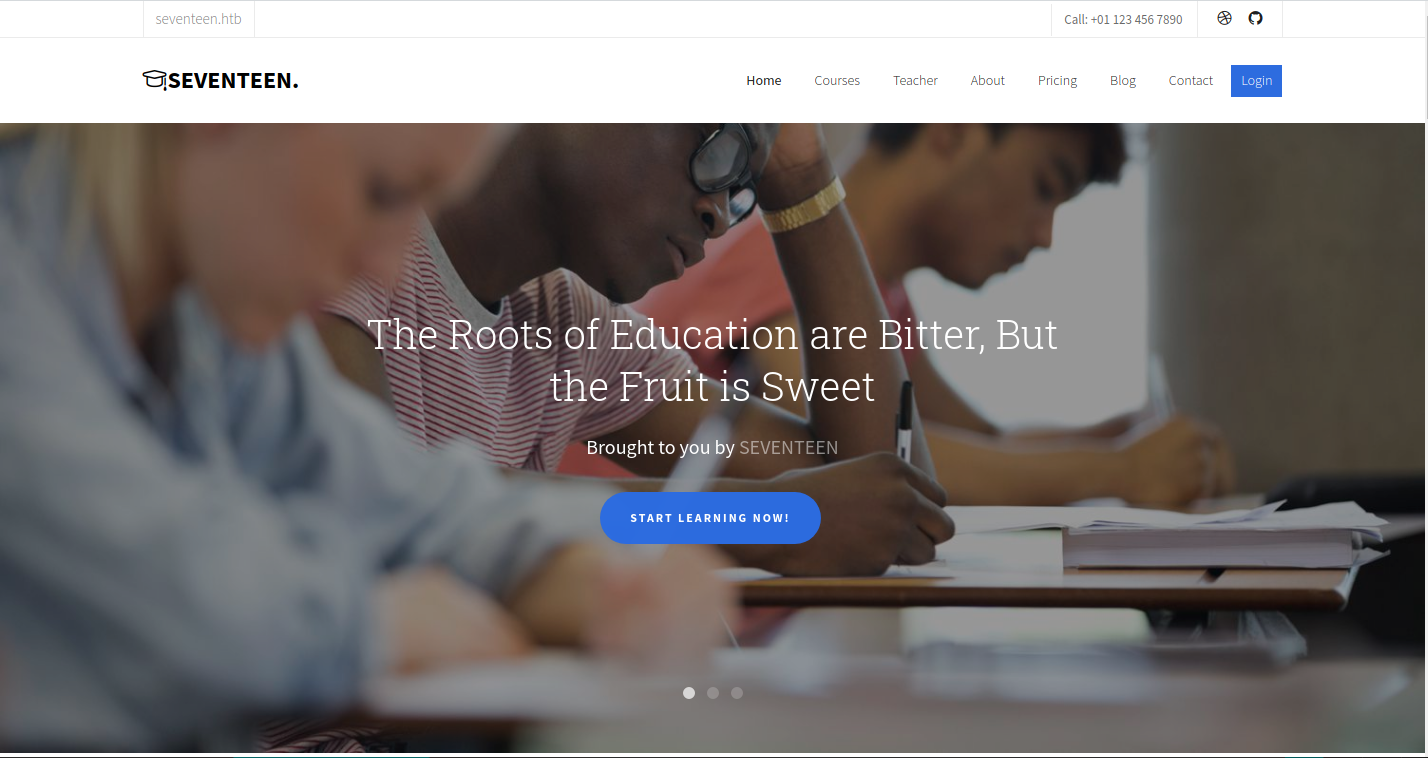 seventeen.htb
Call: +01 123 456 7890
SEVENTEEN.
Home Courses Teacher About Pricing Blog Contact Login
The Roots of Education are Bitter, But
the Fruit is Sweet
Brought to you by SEVENTEEN
START LEARNING NOW!